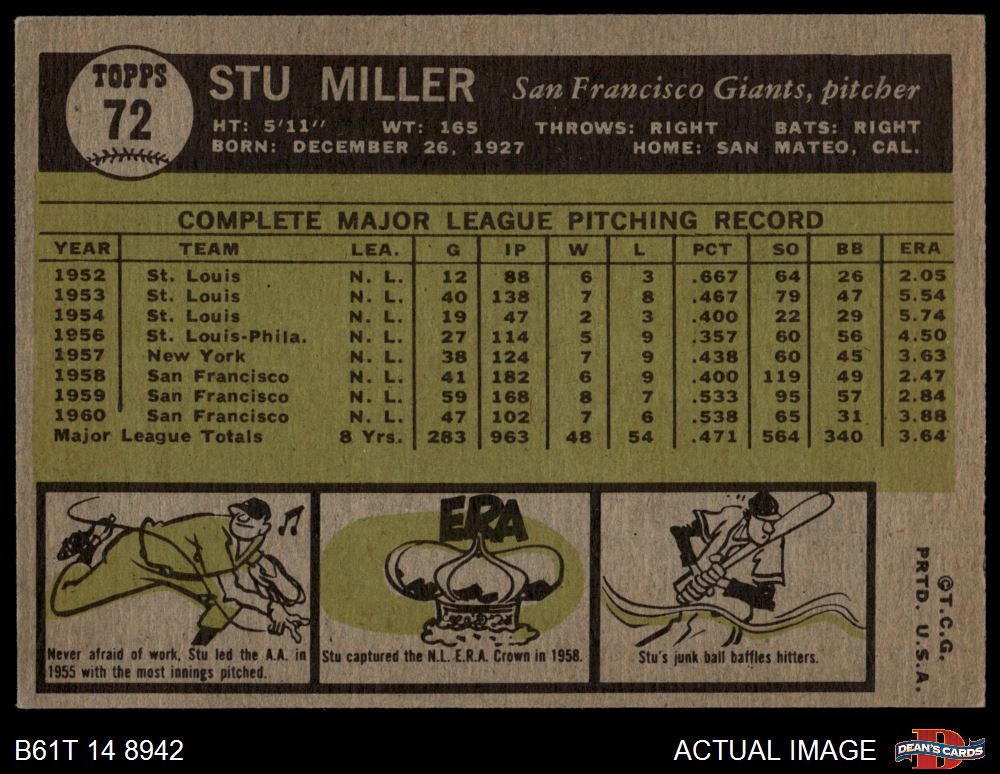 TOPPS
72
STU MILLER San Francisco Giants, pitcher
HT: 5'11" WT: 165 THROWS: RIGHT BATS: RIGHT
BORN: DECEMBER 26, 1927 HOME: SAN MATEO, CAL.
COMPLETE MAJOR LEAGUE PITCHING RECORD
YEAR TEAM LEA. G IP W L PCT SO BB ERA
1952 St. Louis N. L. 12 88 6 3 .667 64 26 2.05
1953 St. Louis N. L. 40 138 7 8 .467 79 47 5.54
1954 St. Louis N. L. 19 47 2 3 .400 22 29 5.74
1956 St. Louis-Phila. N. L. 27 114 5 9 .357 60 56 4.50
1957 New York N. L. 38 124 7 9 .438 60 45 3.63
1958 San Francisco N. L. 41 182 6 9 .400 119 49 2.47
1959 San Francisco N. L. 59 168 8 7 .533 95 57 2.84
1960 San Francisco N. L. 47 102 7 6 .538 65 31 3.88
Major League Totals 8 Yrs. 283 963 48 54 .471 564 340 3.64
ERA
Never afraid of work, Stu led the A.A. in
1955 with the most innings pitched.
Stu captured the N.L. E.R.A. Crown in 1958.
Stu's junk ball baffles hitters.
©T.C.G.
PRTD. U.S.A.
B61T 14 8942
ACTUAL IMAGE
D
DEAN'S CARDS